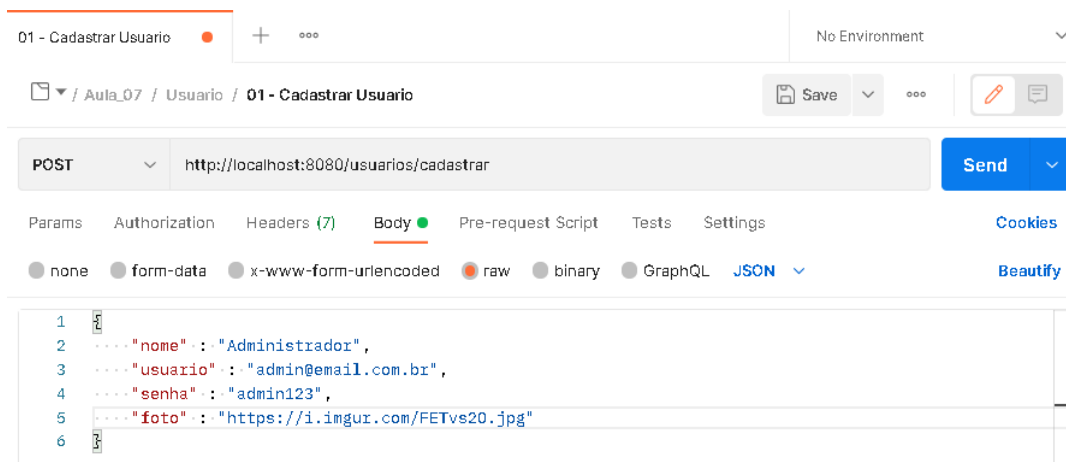 01 - Cadastrar Usuario
No Environment
/ Aula_07 / Usuario / 01 - Cadastrar Usuario
Save
POST http://localhost:8080/usuarios/cadastrar Send
Params Authorization Headers (7) Body Pre-request Script Tests Settings Cookies
none form-data x-www-form-urlencoded raw binary GraphQL JSON Beautify
1 {
2 "nome" : "Administrador",
3 "usuario" : "admin@email.com.br",
4 "senha" : "admin123",
5 "foto" : "https://i.imgur.com/FETvs2O.jpg"
6 }